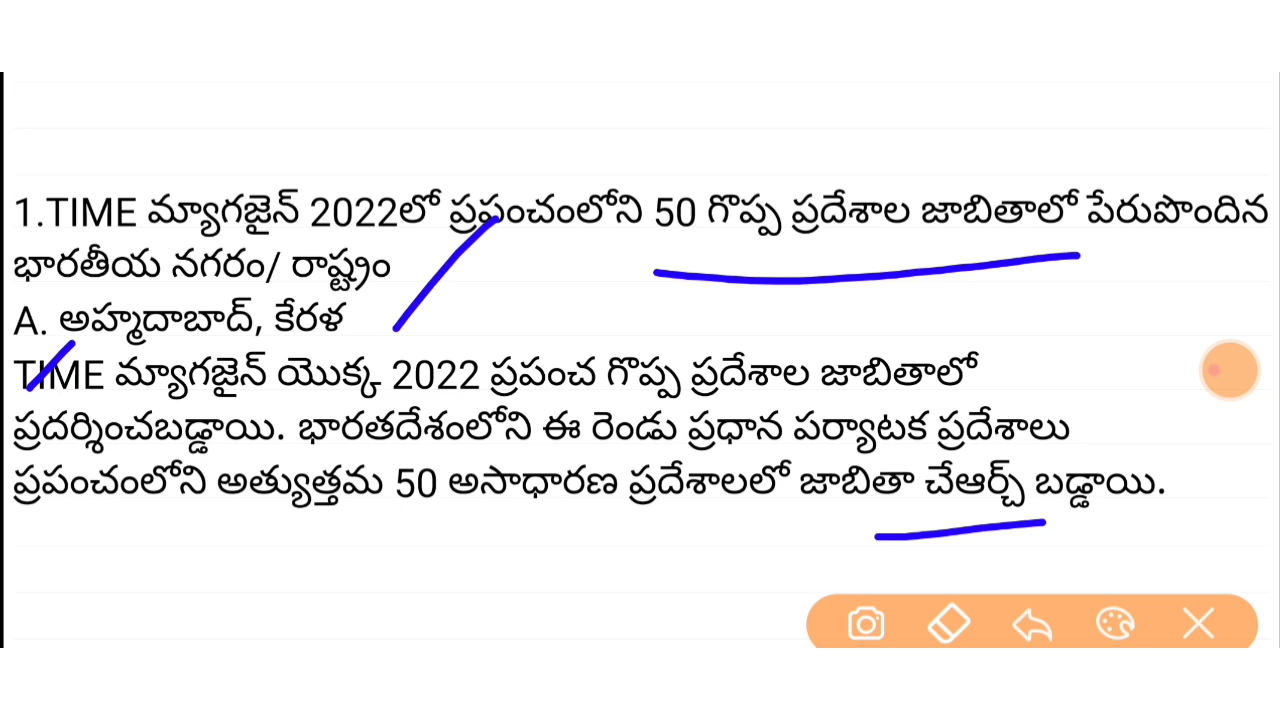 1.TIME మ్యాగజైన్ 2022లో ప్రపంచంలోని 50 గొప్ప ప్రదేశాల జాబితాలో పేరుపొందిన
భారతీయ నగరం/ రాష్ట్రం
A. అహ్మదాబాద్, కేరళ
TIME మ్యాగజైన్ యొక్క 2022 ప్రపంచ గొప్ప ప్రదేశాల జాబితాలో
ప్రదర్శించబడ్డాయి. భారతదేశంలోని ఈ రెండు ప్రధాన పర్యాటక ప్రదేశాలు
ప్రపంచంలోని అత్యుత్తమ 50 అసాధారణ ప్రదేశాలలో జాబితా చేఆర్చ్ బడ్డాయి.